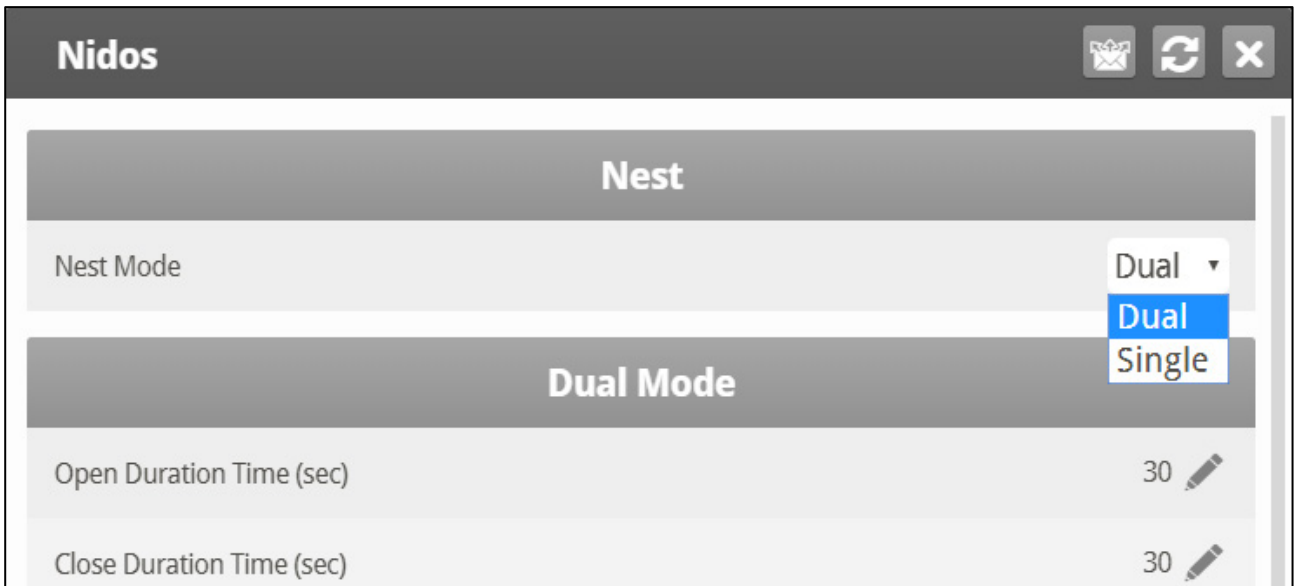 Nidos
Nest
Nest Mode
Dual
Dual
Single
Dual Mode
Open Duration Time (sec)
30
Close Duration Time (sec)
30